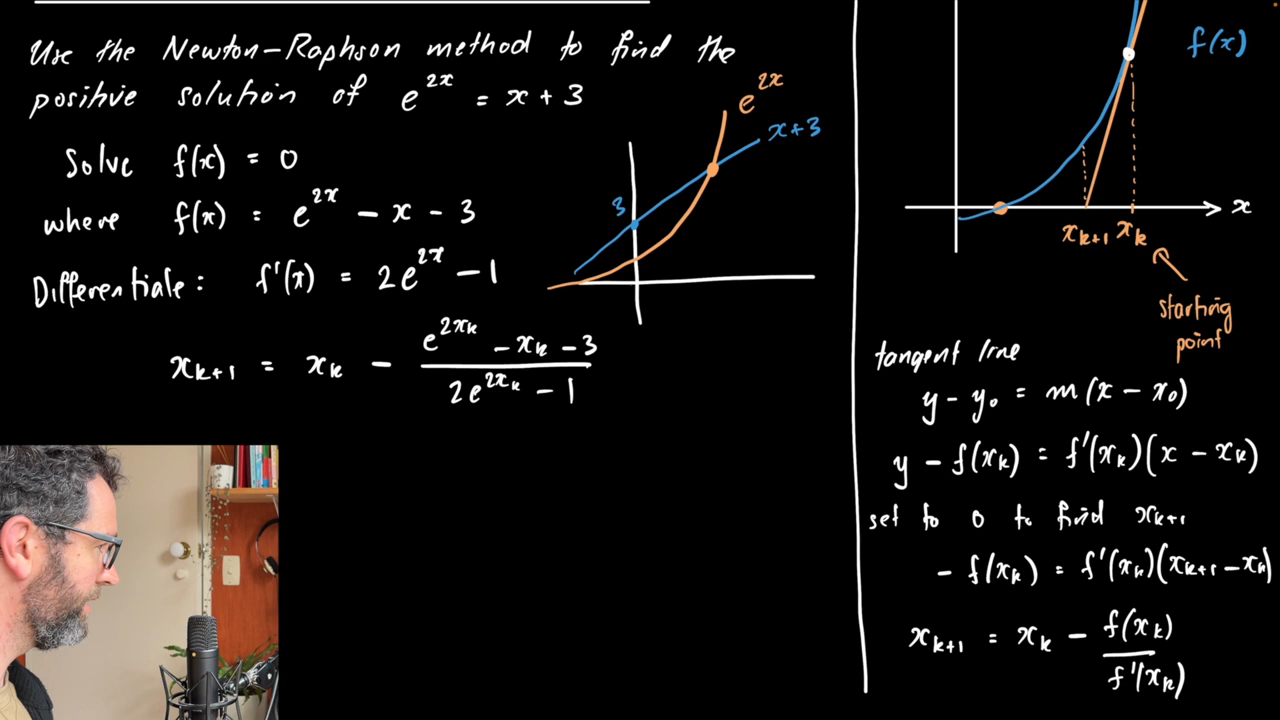 Use the Newton-Raphson method to find the
positive solution of e^{2x} = x + 3
Solve f(x) = 0
where f(x) = e^{2x} - x - 3
Differentiate: f'(x) = 2e^{2x} - 1
x_{k+1} = x_k - \frac{e^{2x_k} - x_k - 3}{2e^{2x_k} - 1}
e^{2x}
x+3
3
f(x)
x
x_{k+1} x_k
starting
point
tangent line
y - y_0 = m(x - x_0)
y - f(x_k) = f'(x_k)(x - x_k)
set to 0 to find x_{k+1}
- f(x_k) = f'(x_k)(x_{k+1} - x_k)
x_{k+1} = x_k - \frac{f(x_k)}{f'(x_k)}